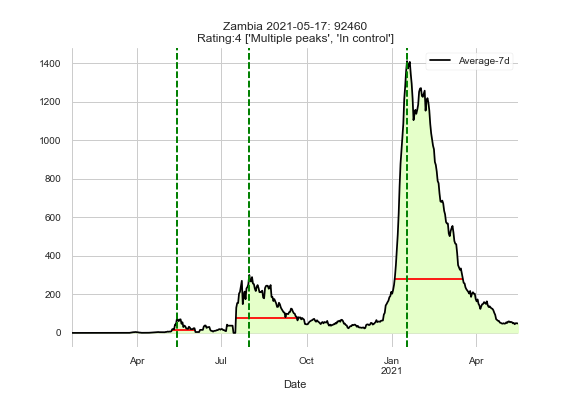 Zambia 2021-05-17: 92460
Rating:4 ['Multiple peaks', 'In control']
Average-7d
1400
1200
1000
800
600
400
200
0
Apr
Jul
Oct
Jan
2021
Apr
Date